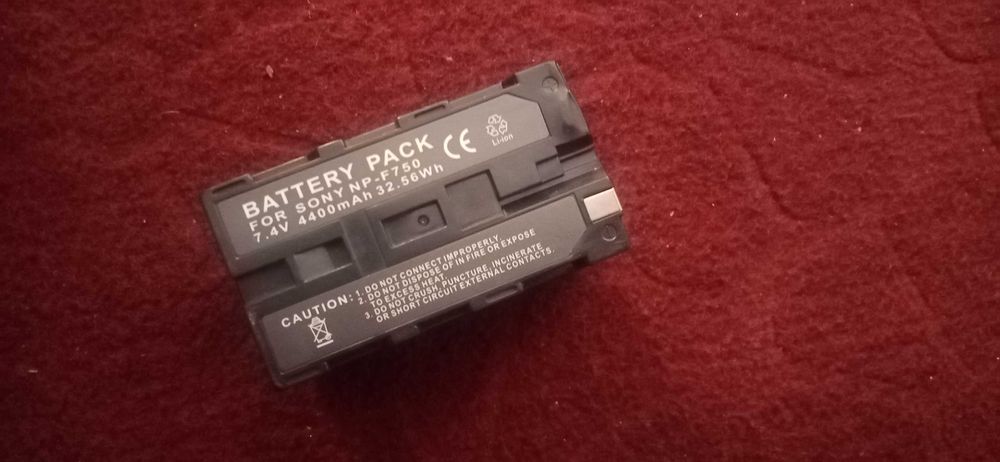 BATTERY PACK
FOR SONY NP-F750
7.4V 4400mAh 32.56Wh
CE
Li-ion
CAUTION: 1. DO NOT CONNECT IMPROPERLY.
2. DO NOT DISPOSE OF IN FIRE OR EXPOSE
TO EXCESS HEAT.
3. DO NOT CRUSH, PUNCTURE, INCINERATE
OR SHORT CIRCUIT EXTERNAL CONTACTS.